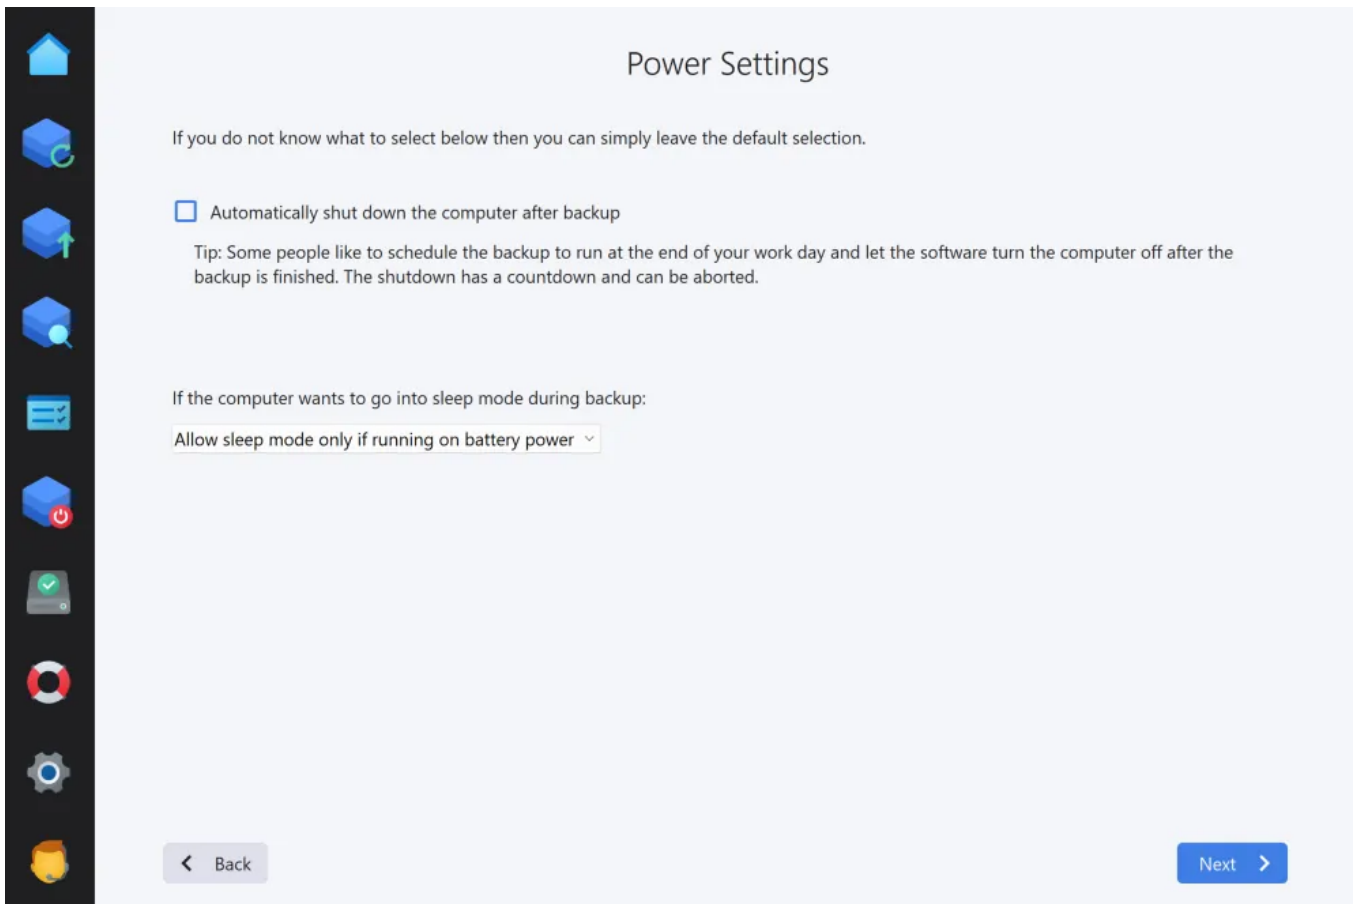 Power Settings
If you do not know what to select below then you can simply leave the default selection.
Automatically shut down the computer after backup
Tip: Some people like to schedule the backup to run at the end of your work day and let the software turn the computer off after the
backup is finished. The shutdown has a countdown and can be aborted.
If the computer wants to go into sleep mode during backup:
Allow sleep mode only if running on battery power
Back
Next